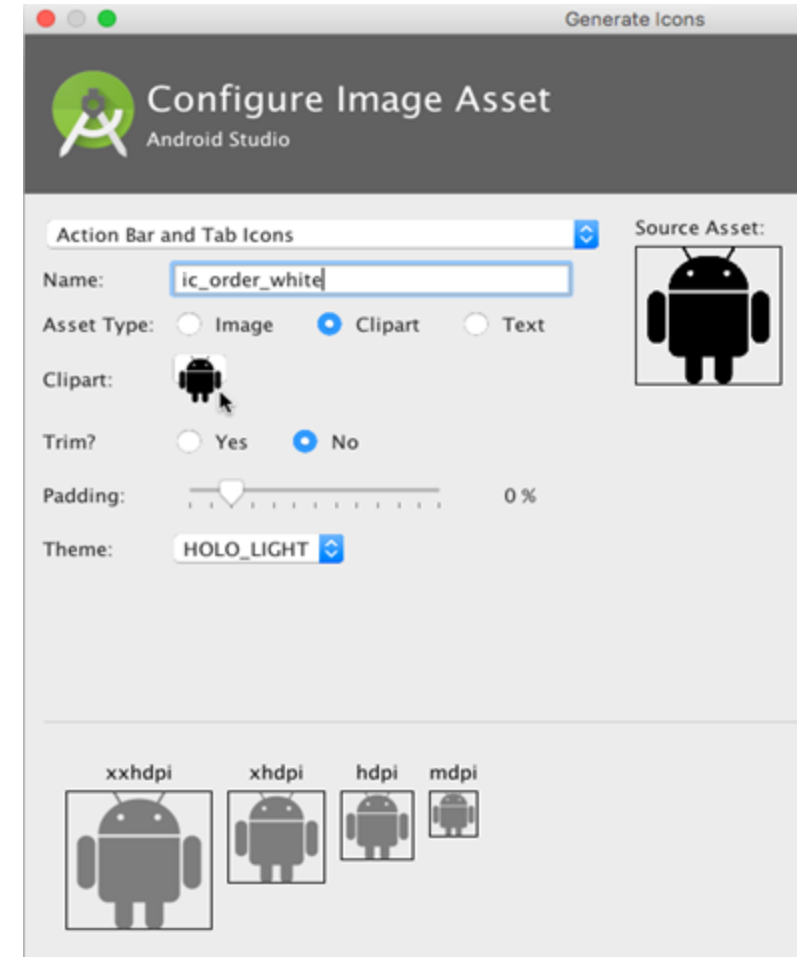 Generate Icons
Configure Image Asset
Android Studio
Action Bar and Tab Icons
Source Asset:
Name: ic_order_white
Asset Type: Image Clipart Text
Clipart:
Trim? Yes No
Padding: 0 %
Theme: HOLO_LIGHT
xxhdpi xhdpi hdpi mdpi